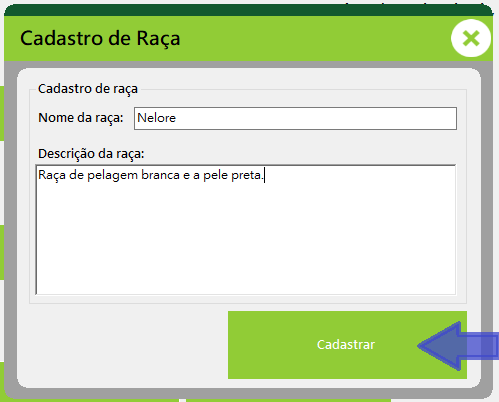 Cadastro de Raça
Cadastro de raça
Nome da raça: Nelore
Descrição da raça:
Raça de pelagem branca e a pele preta.
Cadastrar